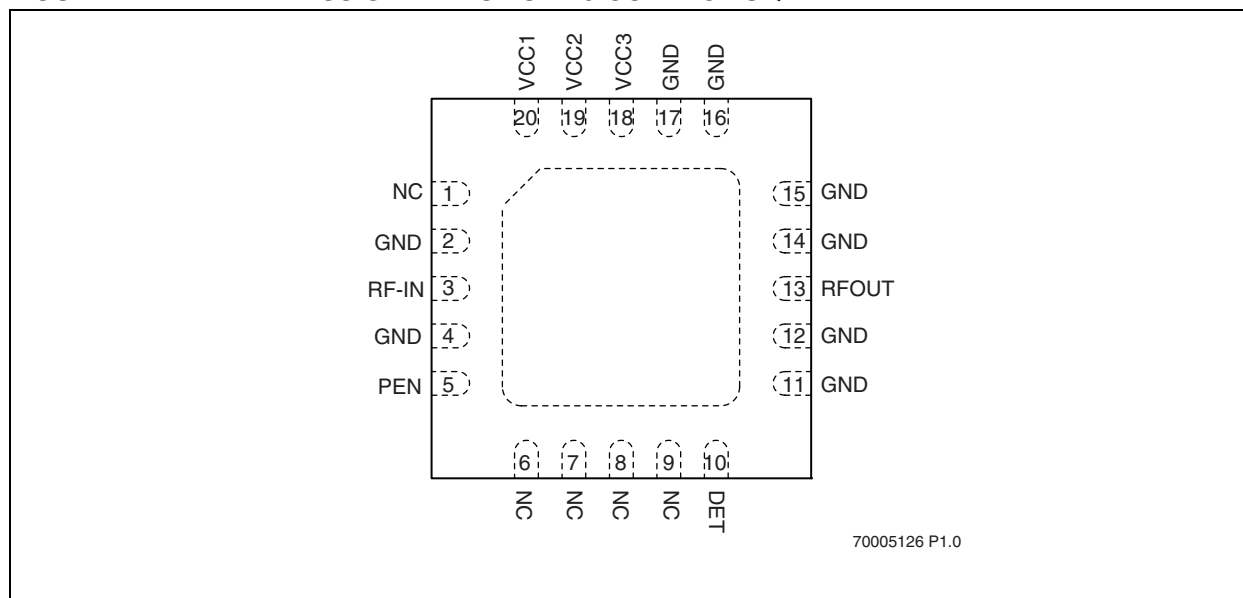 VCC1 VCC2 VCC3 GND GND
20 19 18 17 16
NC 1 15 GND
GND 2 14 GND
RF-IN 3 13 RFOUT
GND 4 12 GND
PEN 5 11 GND
6 7 8 9 10
NC NC NC NC DET
70005126 P1.0